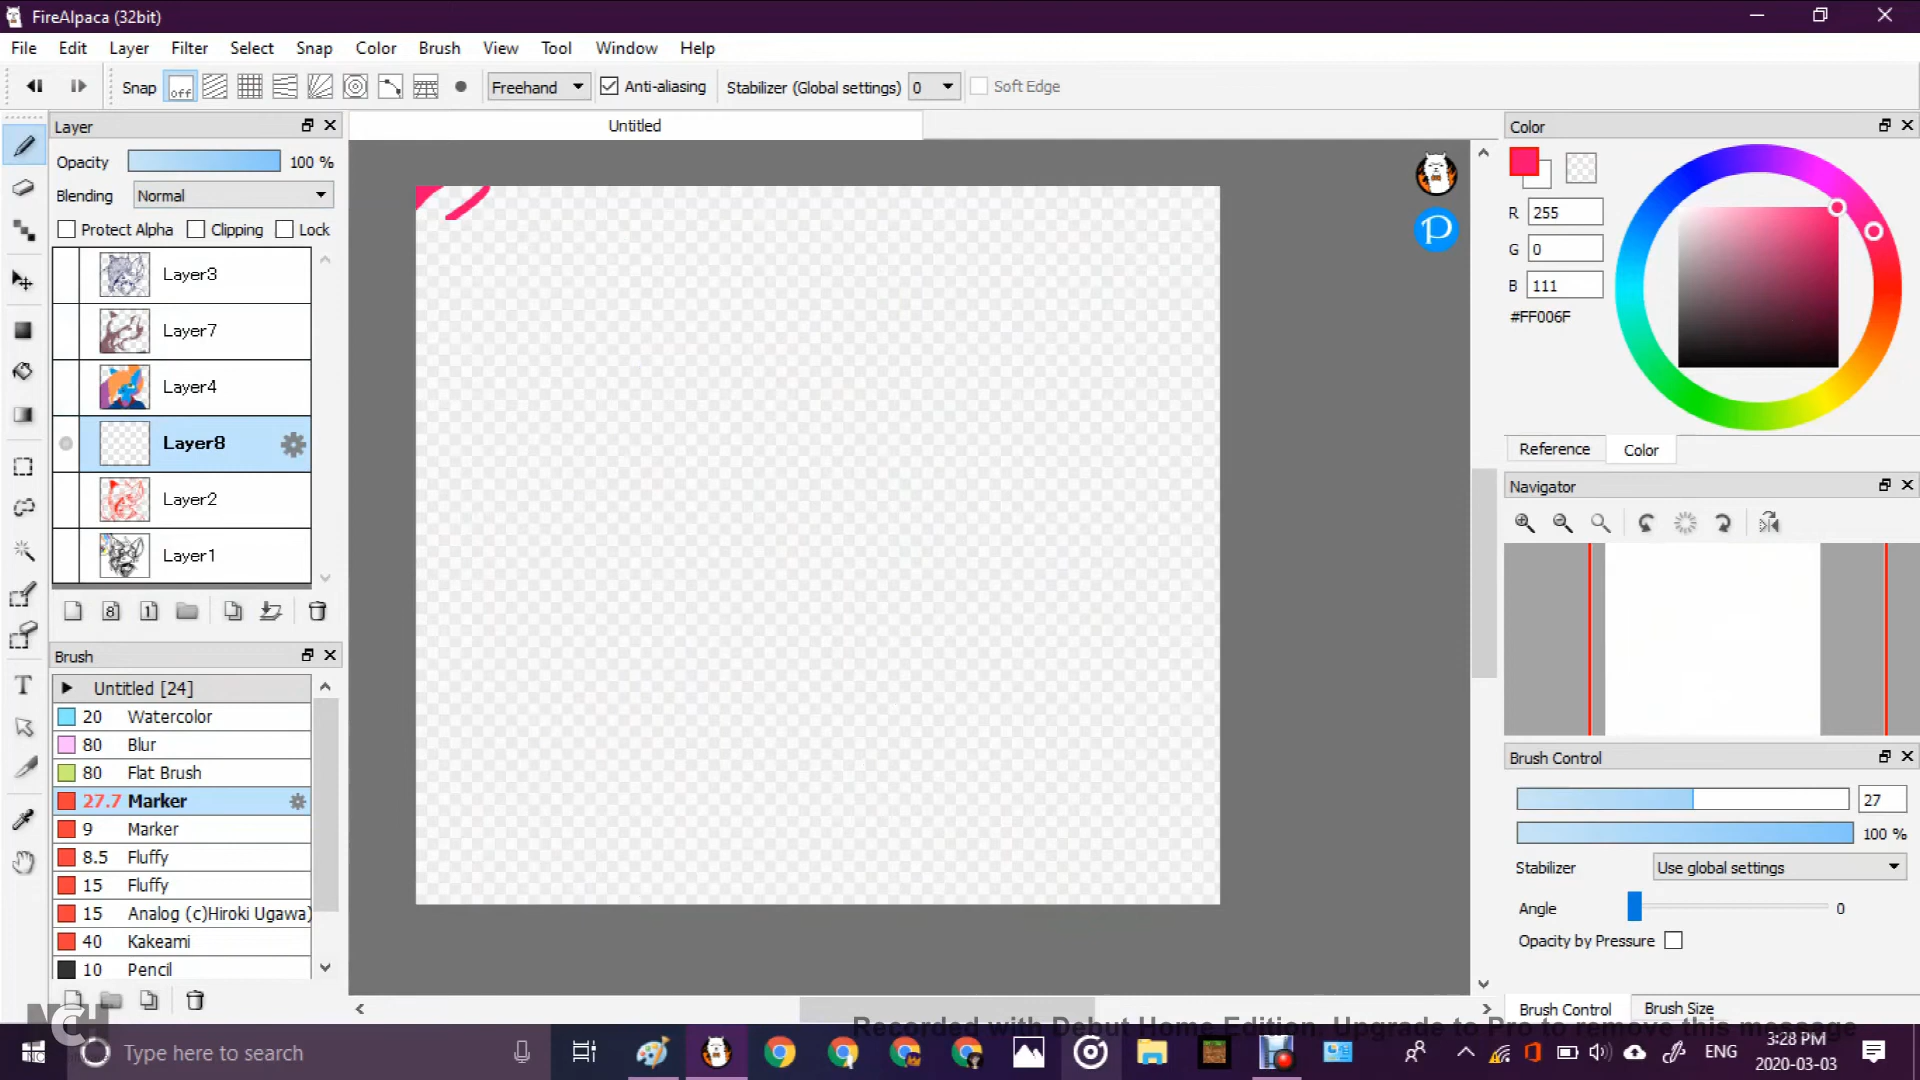 FireAlpaca (32bit)
File Edit Layer Filter Select Snap Color Brush View Tool Window Help
Snap off Freehand Anti-aliasing Stabilizer (Global settings) 0 Soft Edge
Layer
Untitled
Color
Opacity 100 %
Blending Normal
Protect Alpha Clipping Lock
R 255
G 0
B 111
#FF006F
Layer3
Layer7
Layer4
Layer8
Layer2
Layer1
8 1
Reference Color
Navigator
Brush
Untitled [24]
20 Watercolor
80 Blur
80 Flat Brush
27.7 Marker
9 Marker
8.5 Fluffy
15 Fluffy
15 Analog (c)Hiroki Ugawa)
40 Kakeami
10 Pencil
Brush Control
27
100 %
Stabilizer Use global settings
Angle 0
Opacity by Pressure
Brush Control Brush Size
NCH
Recorded with Debut Home Edition. Upgrade to Pro to remove this message
Type here to search
ENG
3:28 PM
2020-03-03